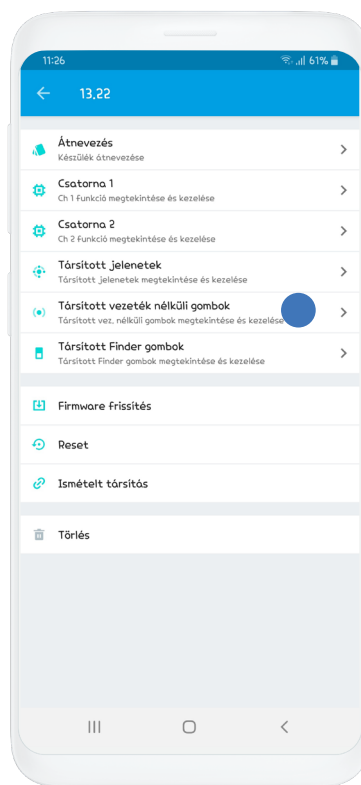 11:26 61%
13.22
Átnevezés
Készülék átnevezése
Csatorna 1
Ch 1 funkció megtekintése és kezelése
Csatorna 2
Ch 2 funkció megtekintése és kezelése
Társított jelenetek
Társított jelenetek megtekintése és kezelése
Társított vezeték nélküli gombok
Társított vez. nélküli gombok megtekintése és kezelése
Társított Finder gombok
Társított Finder gombok megtekintése és kezelése
Firmware frissítés
Reset
Ismételt társítás
Törlés